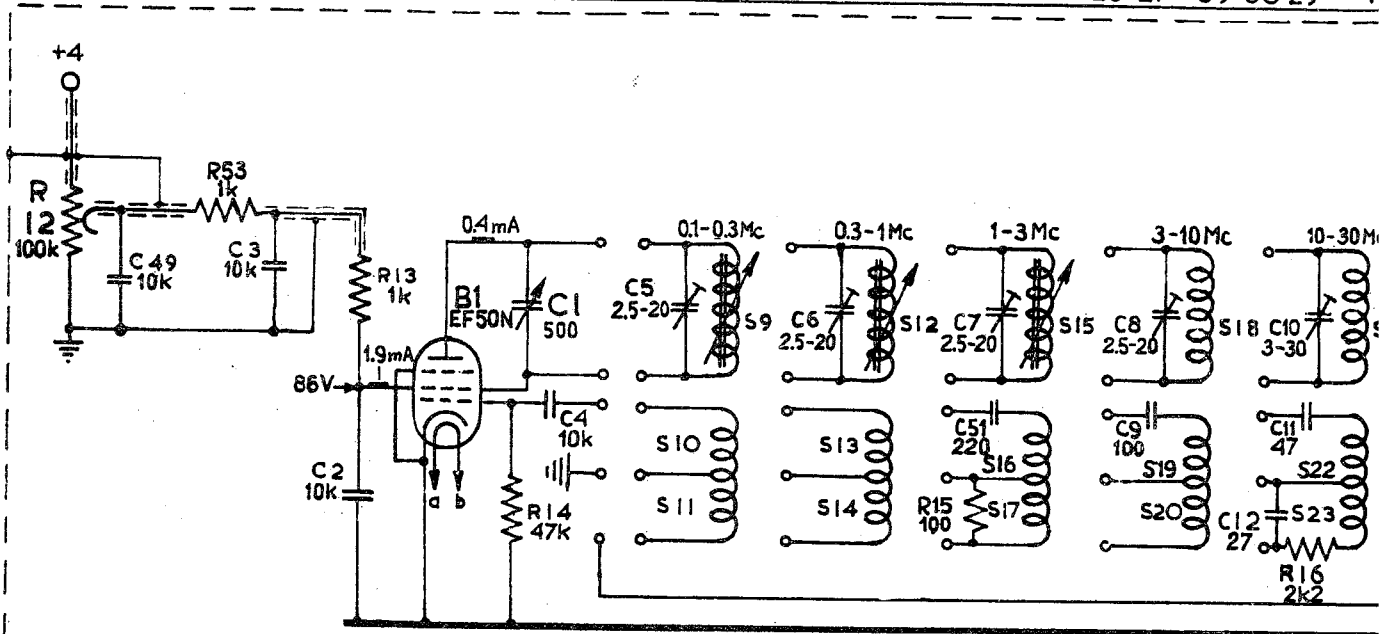 +4
R
12
100k
C49
10k
R53
1k
C3
10k
R13
1k
0.4mA
B1
EF50N
C1
500
1.9mA
86V
C2
10k
a
b
C4
10k
R14
47k
0.1-0.3Mc
C5
2.5-20
S9
S10
S11
0.3-1Mc
C6
2.5-20
S12
S13
S14
1-3Mc
C7
2.5-20
S15
C51
220
S16
R15
100
S17
3-10Mc
C8
2.5-20
S18
C9
100
S19
S20
10-30Mc
C10
3-30
C11
47
S22
C12
27
S23
R16
2k2